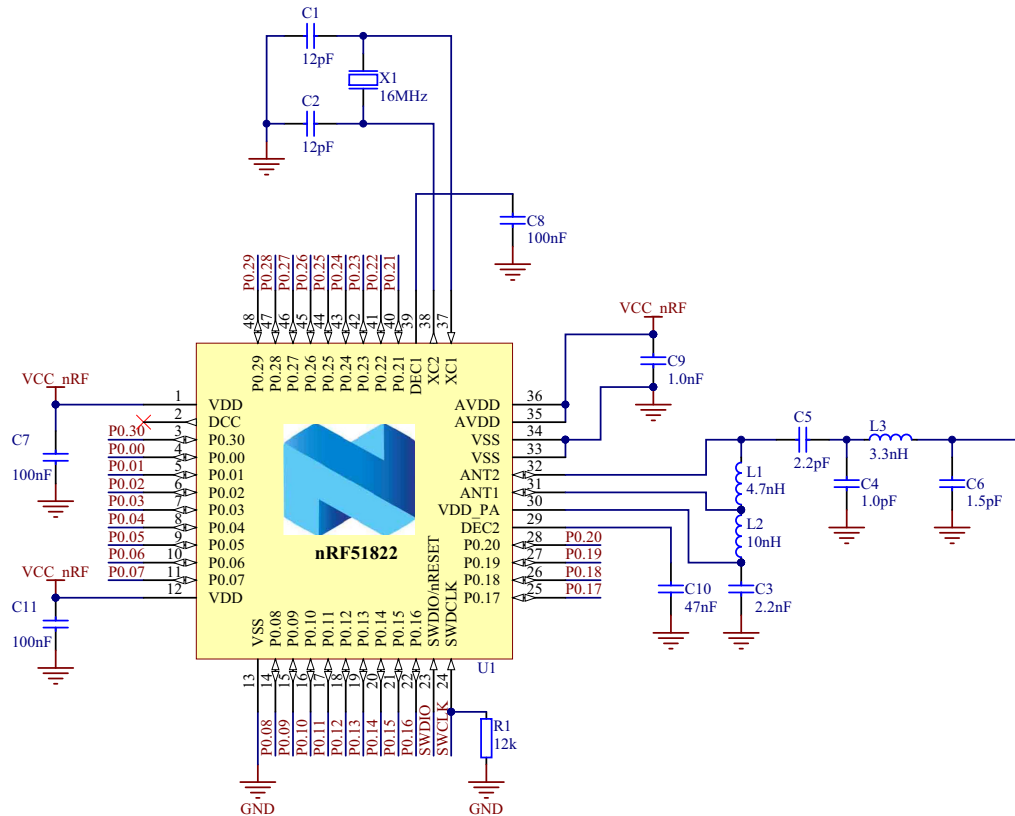 C1
12pF
X1
16MHz
C2
12pF
C8
100nF
P0.29
P0.28
P0.27
P0.26
P0.25
P0.24
P0.23
P0.22
P0.21
48
47
46
45
44
43
42
41
40
39
38
37
P0.29
P0.28
P0.27
P0.26
P0.25
P0.24
P0.23
P0.22
P0.21
DEC1
XC2
XC1
VCC_nRF
C7
100nF
VCC_nRF
C11
100nF
P0.30
P0.00
P0.01
P0.02
P0.03
P0.04
P0.05
P0.06
P0.07
1
2
3
4
5
6
7
8
9
10
11
12
VDD
DCC
P0.30
P0.00
P0.01
P0.02
P0.03
P0.04
P0.05
P0.06
P0.07
VDD
nRF51822
AVDD 36
AVDD 35
VSS 34
VSS 33
ANT2 32
ANT1 31
VDD_PA 30
DEC2 29
P0.20 28 P0.20
P0.19 27 P0.19
P0.18 26 P0.18
P0.17 25 P0.17
VCC_nRF
C9
1.0nF
C5
2.2pF
L3
3.3nH
L1
4.7nH
C4
1.0pF
C6
1.5pF
L2
10nH
C10
47nF
C3
2.2nF
VSS
P0.08
P0.09
P0.10
P0.11
P0.12
P0.13
P0.14
P0.15
P0.16
SWDIO/nRESET
SWDCLK
U1
13
14
15
16
17
18
19
20
21
22
23
24
P0.08
P0.09
P0.10
P0.11
P0.12
P0.13
P0.14
P0.15
P0.16
SWDIO
SWCLK
R1
12k
GND
GND